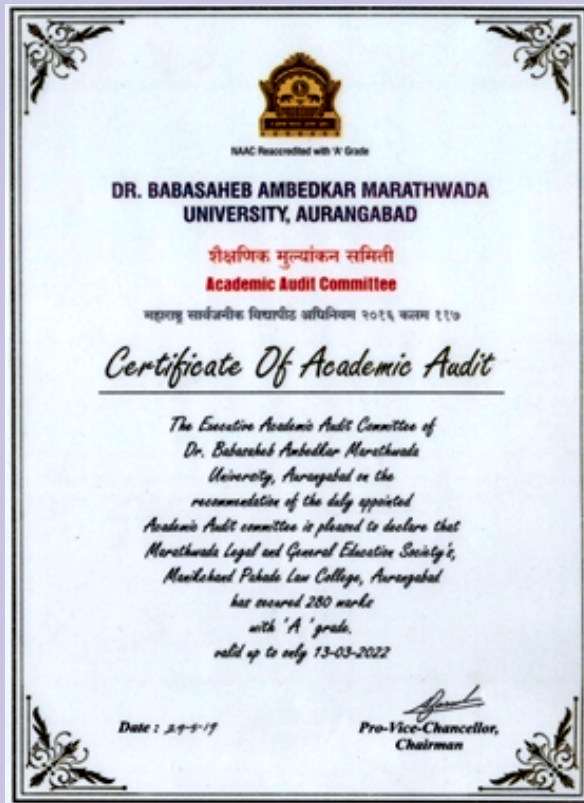 NAAC Reaccredited with 'A' Grade
DR. BABASAHEB AMBEDKAR MARATHWADA
UNIVERSITY, AURANGABAD
शैक्षणिक मुल्यांकन समिती
Academic Audit Committee
महाराष्ट्र सार्वजनीक विद्यापीठ अधिनियम २०१६ कलम ११७
Certificate Of Academic Audit
The Executive Academic Audit Committee of
Dr. Babasaheb Ambedkar Marathwada
University, Aurangabad on the
recommendation of the duly appointed
Academic Audit committee is pleased to declare that
Marathwada Legal and General Education Society's,
Manikchand Pahade Law College, Aurangabad
has secured 280 marks
with 'A' grade.
valid up to only 13-03-2022
Date :
Pro-Vice-Chancellor,
Chairman